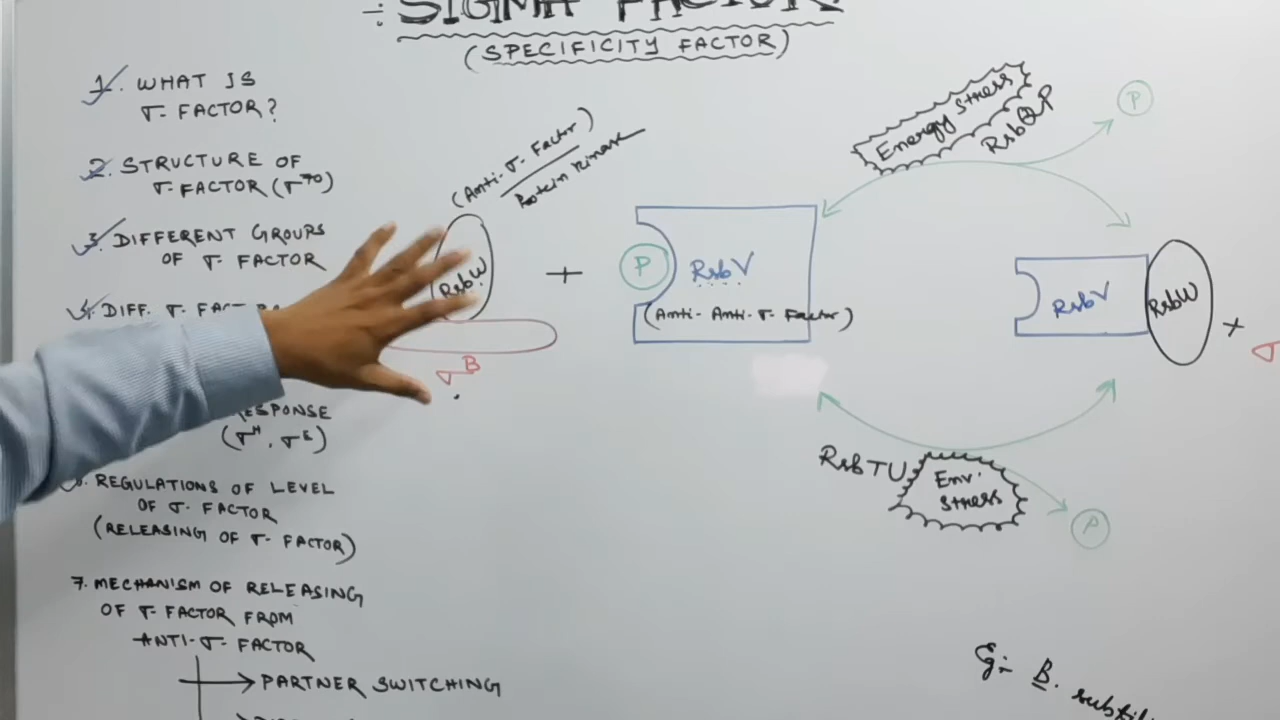 ÷ SIGMA FACTOR
(SPECIFICITY FACTOR)
1. WHAT IS
σ- FACTOR?
2. STRUCTURE OF
σ- FACTOR (σ⁷⁰)
3. DIFFERENT GROUPS
OF σ- FACTOR
4. DIFF. σ- FACT
RESPONSE
(σᴴ, σᴱ)
REGULATIONS OF LEVEL
OF σ- FACTOR
(RELEASING OF σ- FACTOR)
7. MECHANISM OF RELEASING
OF σ- FACTOR FROM
ANTI-σ- FACTOR
PARTNER SWITCHING
(Anti-σ- Factor)
Protein kinase
RsbW
σᴮ
+
P
RsbV
(Anti- Anti-σ- Factor)
Energy stress
RsbQP
P
RsbV
RsbW
+
σ
RsbTU
Env.
stress
P
Eg:- B. subtil